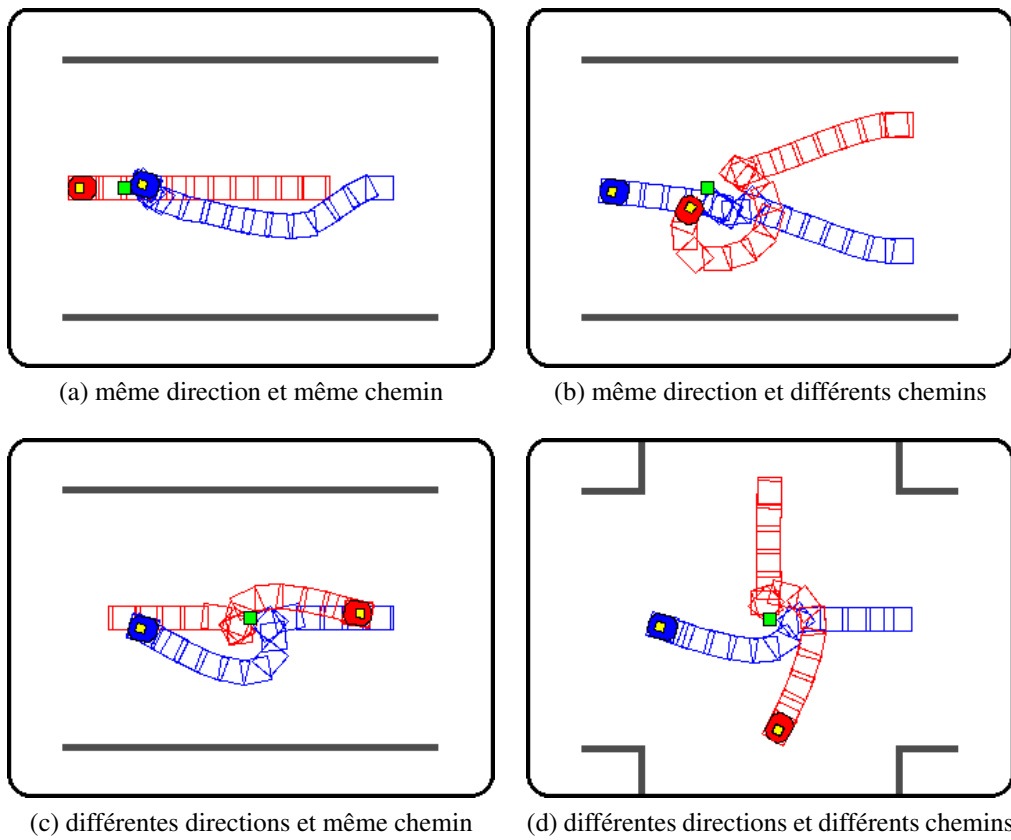 (a) même direction et même chemin
(b) même direction et différents chemins
(c) différentes directions et même chemin
(d) différentes directions et différents chemins